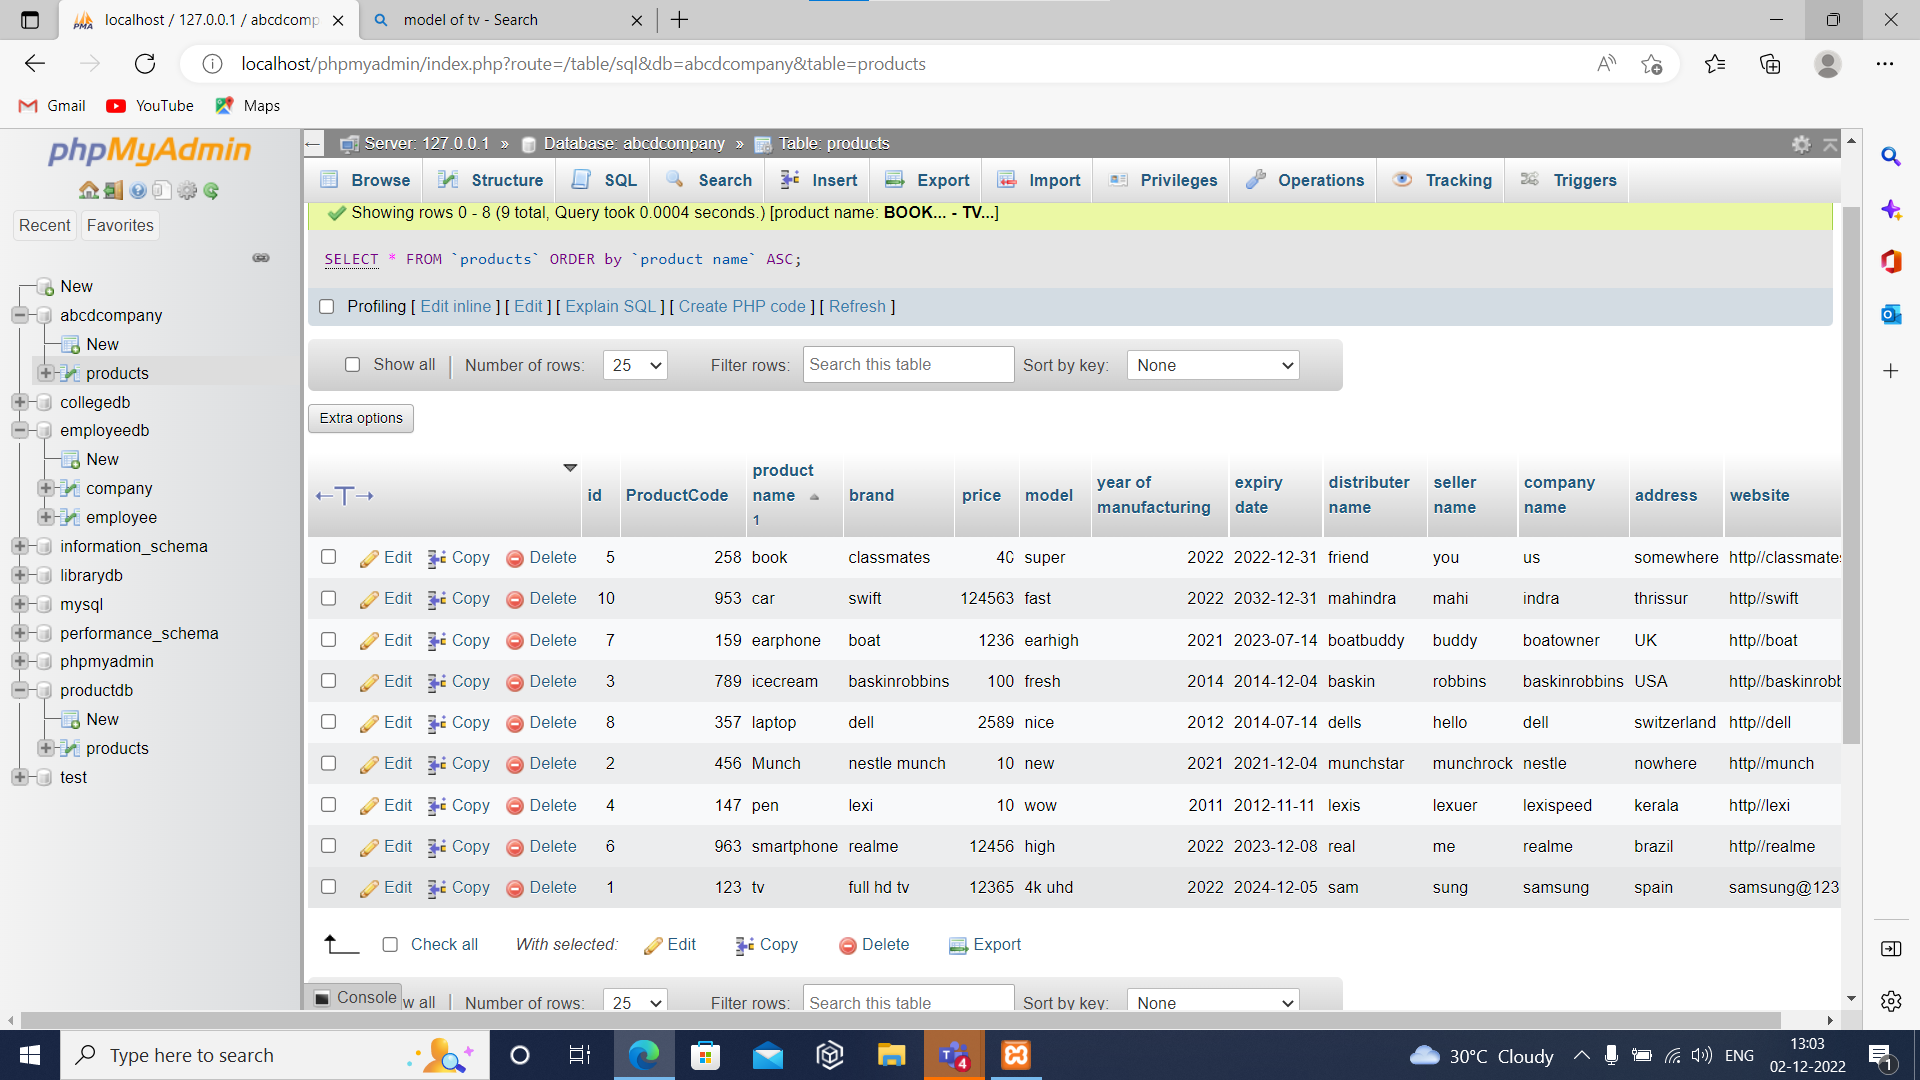 localhost / 127.0.0.1 / abcdcomp
model of tv - Search
localhost/phpmyadmin/index.php?route=/table/sql&db=abcdcompany&table=products
Gmail YouTube Maps
phpMyAdmin
Recent Favorites
New
abcdcompany
New
products
collegedb
employeedb
New
company
employee
information_schema
librarydb
mysql
performance_schema
phpmyadmin
productdb
New
products
test
Server: 127.0.0.1 » Database: abcdcompany » Table: products
Browse Structure SQL Search Insert Export Import Privileges Operations Tracking Triggers
Showing rows 0 - 8 (9 total, Query took 0.0004 seconds.) [product name: BOOK... - TV...]
SELECT * FROM `products` ORDER by `product name` ASC;
Profiling [ Edit inline ] [ Edit ] [ Explain SQL ] [ Create PHP code ] [ Refresh ]
Show all | Number of rows: 25 Filter rows: Search this table Sort by key: None
Extra options
id ProductCode product name 1 brand price model year of manufacturing expiry date distributer name seller name company name address website
Edit Copy Delete 5 258 book classmates 40 super 2022 2022-12-31 friend you us somewhere http//classmate
Edit Copy Delete 10 953 car swift 124563 fast 2022 2032-12-31 mahindra mahi indra thrissur http//swift
Edit Copy Delete 7 159 earphone boat 1236 earhigh 2021 2023-07-14 boatbuddy buddy boatowner UK http//boat
Edit Copy Delete 3 789 icecream baskinrobbins 100 fresh 2014 2014-12-04 baskin robbins baskinrobbins USA http//baskinrobb
Edit Copy Delete 8 357 laptop dell 2589 nice 2012 2014-07-14 dells hello dell switzerland http//dell
Edit Copy Delete 2 456 Munch nestle munch 10 new 2021 2021-12-04 munchstar munchrock nestle nowhere http//munch
Edit Copy Delete 4 147 pen lexi 10 wow 2011 2012-11-11 lexis lexuer lexispeed kerala http//lexi
Edit Copy Delete 6 963 smartphone realme 12456 high 2022 2023-12-08 real me realme brazil http//realme
Edit Copy Delete 1 123 tv full hd tv 12365 4k uhd 2022 2024-12-05 sam sung samsung spain samsung@123
Check all With selected: Edit Copy Delete Export
Console w all | Number of rows: 25 Filter rows: Search this table Sort by key: None
Type here to search
4
30°C Cloudy
ENG
13:03
02-12-2022
1